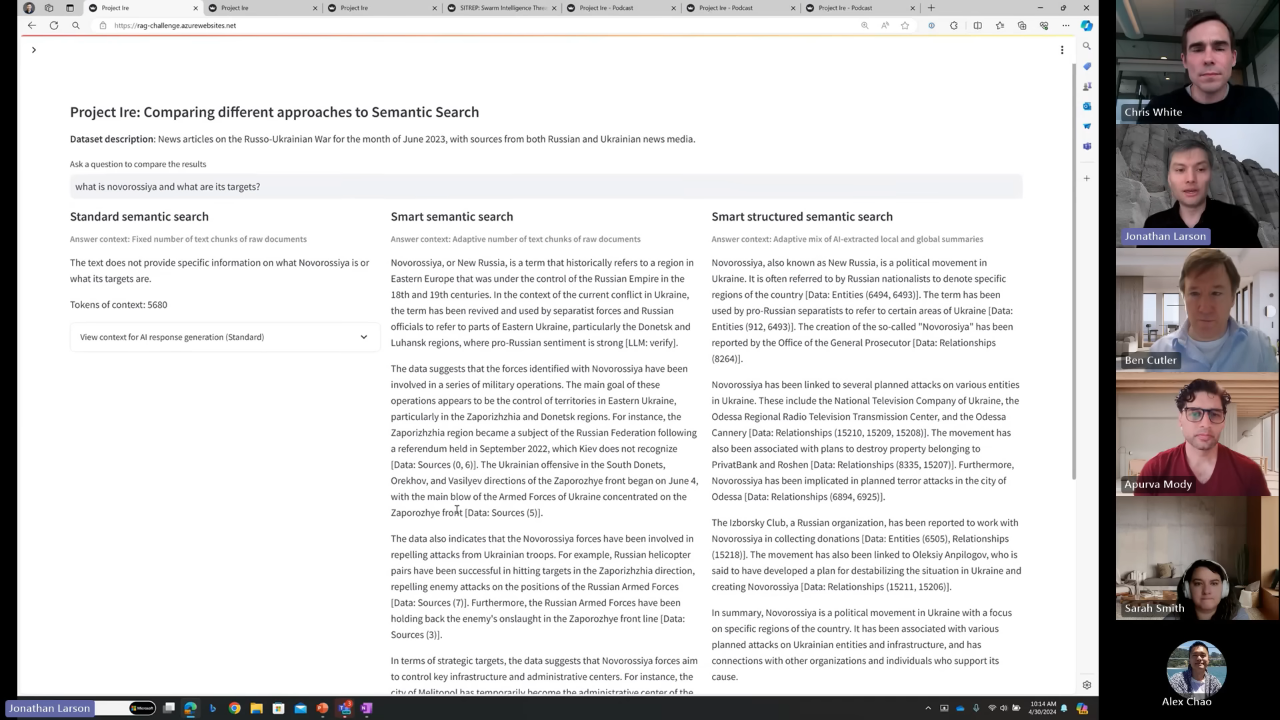 Project Ire
Project Ire
Project Ire
SITREP: Swarm Intelligence Thre
Project Ire - Podcast
Project Ire - Podcast
Project Ire - Podcast
https://rag-challenge.azurewebsites.net
Project Ire: Comparing different approaches to Semantic Search
Dataset description: News articles on the Russo-Ukrainian War for the month of June 2023, with sources from both Russian and Ukrainian news media.
Ask a question to compare the results
what is novorossiya and what are its targets?
Standard semantic search
Answer context: Fixed number of text chunks of raw documents
The text does not provide specific information on what Novorossiya is or
what its targets are.
Tokens of context: 5680
View context for AI response generation (Standard)
Smart semantic search
Answer context: Adaptive number of text chunks of raw documents
Novorossiya, or New Russia, is a term that historically refers to a region in
Eastern Europe that was under the control of the Russian Empire in the
18th and 19th centuries. In the context of the current conflict in Ukraine,
the term has been revived and used by separatist forces and Russian
officials to refer to parts of Eastern Ukraine, particularly the Donetsk and
Luhansk regions, where pro-Russian sentiment is strong [LLM: verify].
The data suggests that the forces identified with Novorossiya have been
involved in a series of military operations. The main goal of these
operations appears to be the control of territories in Eastern Ukraine,
particularly in the Zaporizhzhia and Donetsk regions. For instance, the
Zaporizhzhia region became a subject of the Russian Federation following
a referendum held in September 2022, which Kiev does not recognize
[Data: Sources (0, 6)]. The Ukrainian offensive in the South Donets,
Orekhov, and Vasilyev directions of the Zaporozhye front began on June 4,
with the main blow of the Armed Forces of Ukraine concentrated on the
Zaporozhye front [Data: Sources (5)].
The data also indicates that the Novorossiya forces have been involved in
repelling attacks from Ukrainian troops. For example, Russian helicopter
pairs have been successful in hitting targets in the Zaporizhzhia direction,
repelling enemy attacks on the positions of the Russian Armed Forces
[Data: Sources (7)]. Furthermore, the Russian Armed Forces have been
holding back the enemy's onslaught in the Zaporozhye front line [Data:
Sources (3)].
In terms of strategic targets, the data suggests that Novorossiya forces aim
to control key infrastructure and administrative centers. For instance, the
city of Melitopol has temporarily become the administrative center of the
Smart structured semantic search
Answer context: Adaptive mix of AI-extracted local and global summaries
Novorossiya, also known as New Russia, is a political movement in
Ukraine. It is often referred to by Russian nationalists to denote specific
regions of the country [Data: Entities (6494, 6493)]. The term has been
used by pro-Russian separatists to refer to certain areas of Ukraine [Data:
Entities (912, 6493)]. The creation of the so-called "Novorosiya" has been
reported by the Office of the General Prosecutor [Data: Relationships
(8264)].
Novorossiya has been linked to several planned attacks on various entities
in Ukraine. These include the National Television Company of Ukraine, the
Odessa Regional Radio Television Transmission Center, and the Odessa
Cannery [Data: Relationships (15210, 15209, 15208)]. The movement has
also been associated with plans to destroy property belonging to
PrivatBank and Roshen [Data: Relationships (8335, 15207)]. Furthermore,
Novorossiya has been implicated in planned terror attacks in the city of
Odessa [Data: Relationships (6894, 6925)].
The Izborsky Club, a Russian organization, has been reported to work with
Novorossiya in collecting donations [Data: Entities (6505), Relationships
(15218)]. The movement has also been linked to Oleksiy Anpilogov, who is
said to have developed a plan for destabilizing the situation in Ukraine and
creating Novorossiya [Data: Relationships (15211, 15206)].
In summary, Novorossiya is a political movement in Ukraine with a focus
on specific regions of the country. It has been associated with various
planned attacks on Ukrainian entities and infrastructure, and has
connections with other organizations and individuals who support its
cause.
Chris White
Jonathan Larson
Ben Cutler
Apurva Mody
Sarah Smith
Alex Chao
Jonathan Larson
Microsoft
10:14 AM
4/30/2024